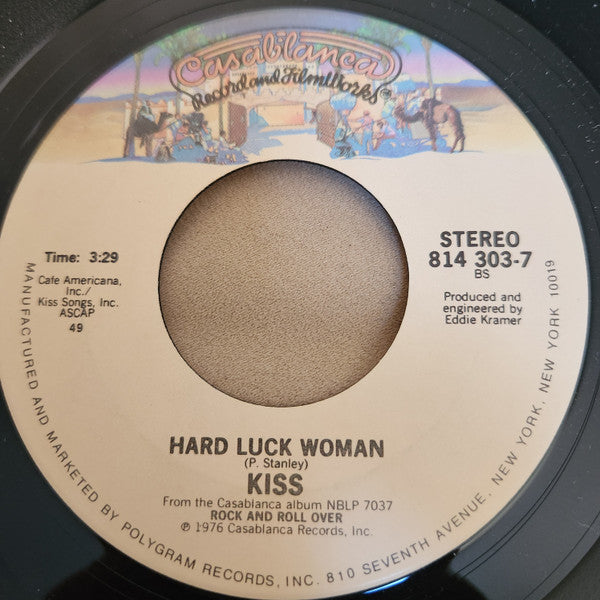 Casablanca
Record and FilmWorks
Time: 3:29
Cafe Americana,
Inc./
Kiss Songs, Inc.
ASCAP
49
STEREO
814 303-7
BS
Produced and
engineered by
Eddie Kramer
HARD LUCK WOMAN
(P. Stanley)
KISS
From the Casablanca album NBLP 7037
ROCK AND ROLL OVER
℗ 1976 Casablanca Records, Inc.
MANUFACTURED AND MARKETED BY POLYGRAM RECORDS, INC. 810 SEVENTH AVENUE, NEW YORK, NEW YORK 10019